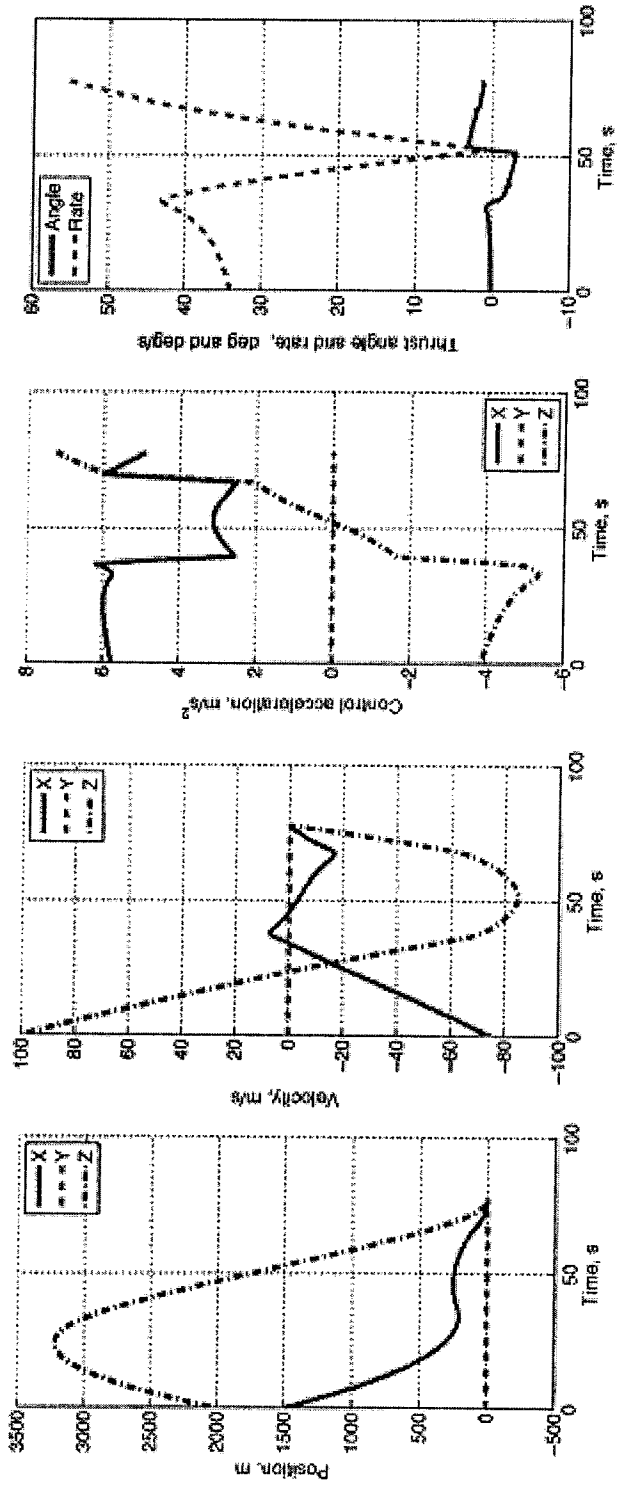 3500
3000
2500
2000
1500
1000
500
0
−500
Position, m
X
Y
Z
0
50
100
Time, s
100
80
60
40
20
0
−20
−40
−60
−80
−100
Velocity, m/s
X
Y
Z
0
50
100
Time, s
8
6
4
2
0
−2
−4
−6
Control acceleration, m/s²
X
Y
Z
0
50
100
Time, s
60
50
40
30
20
10
0
−10
Thrust angle and rate, deg and deg/s
Angle
Rate
0
50
100
Time, s